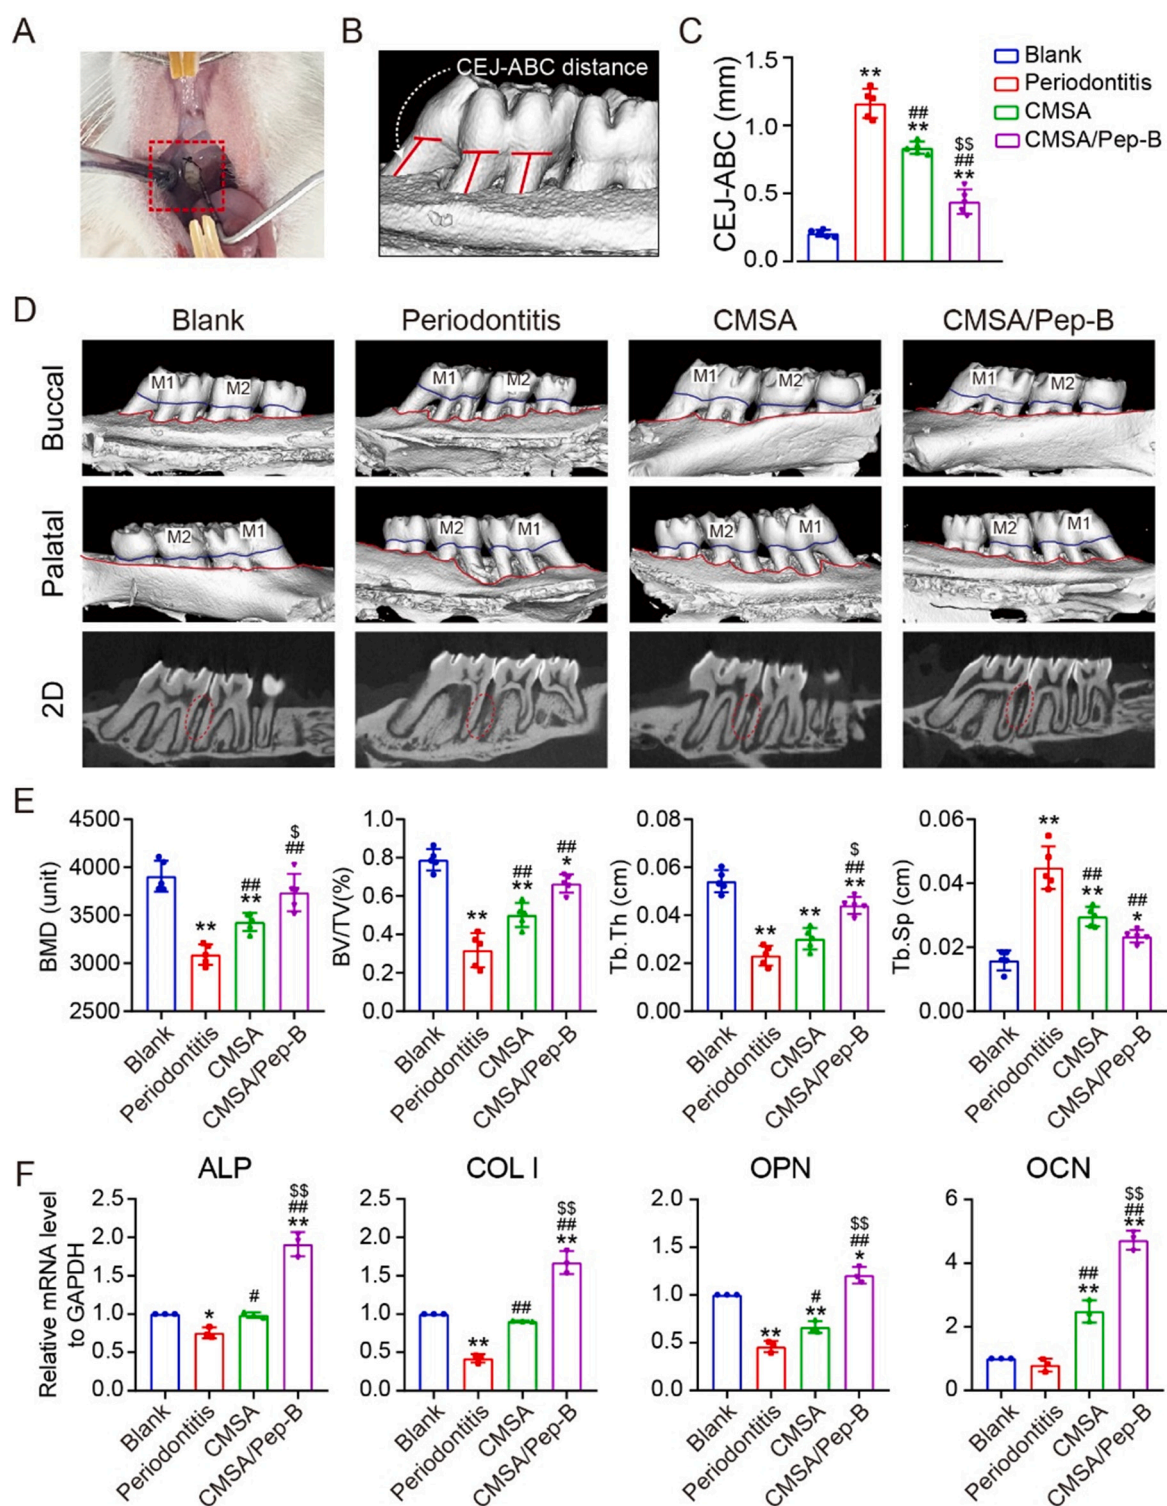 A
B
CEJ-ABC distance
C
CEJ-ABC (mm)
1.5
1.0
0.5
0.0
**
##
**
$$
##
**
Blank
Periodontitis
CMSA
CMSA/Pep-B
D
Blank
Periodontitis
CMSA
CMSA/Pep-B
Buccal
M1
M2
M1
M2
M1
M2
M1
M2
Palatal
M2
M1
M2
M1
M2
M1
M2
M1
2D
E
BMD (unit)
4500
4000
3500
3000
2500
**
##
**
$
##
Blank
Periodontitis
CMSA
CMSA/Pep-B
BV/TV(%)
1.0
0.8
0.6
0.4
0.2
0.0
**
##
**
##
*
Blank
Periodontitis
CMSA
CMSA/Pep-B
Tb.Th (cm)
0.08
0.06
0.04
0.02
0.00
**
**
$
##
**
Blank
Periodontitis
CMSA
CMSA/Pep-B
Tb.Sp (cm)
0.06
0.04
0.02
0.00
**
##
**
##
*
Blank
Periodontitis
CMSA
CMSA/Pep-B
F
ALP
Relative mRNA level
to GAPDH
2.5
2.0
1.5
1.0
0.5
0.0
*
#
$$
##
**
Blank
Periodontitis
CMSA
CMSA/Pep-B
COL I
2.5
2.0
1.5
1.0
0.5
0.0
**
##
$$
##
**
Blank
Periodontitis
CMSA
CMSA/Pep-B
OPN
2.0
1.5
1.0
0.5
0.0
**
#
**
$$
##
*
Blank
Periodontitis
CMSA
CMSA/Pep-B
OCN
6
4
2
0
##
**
$$
##
**
Blank
Periodontitis
CMSA
CMSA/Pep-B